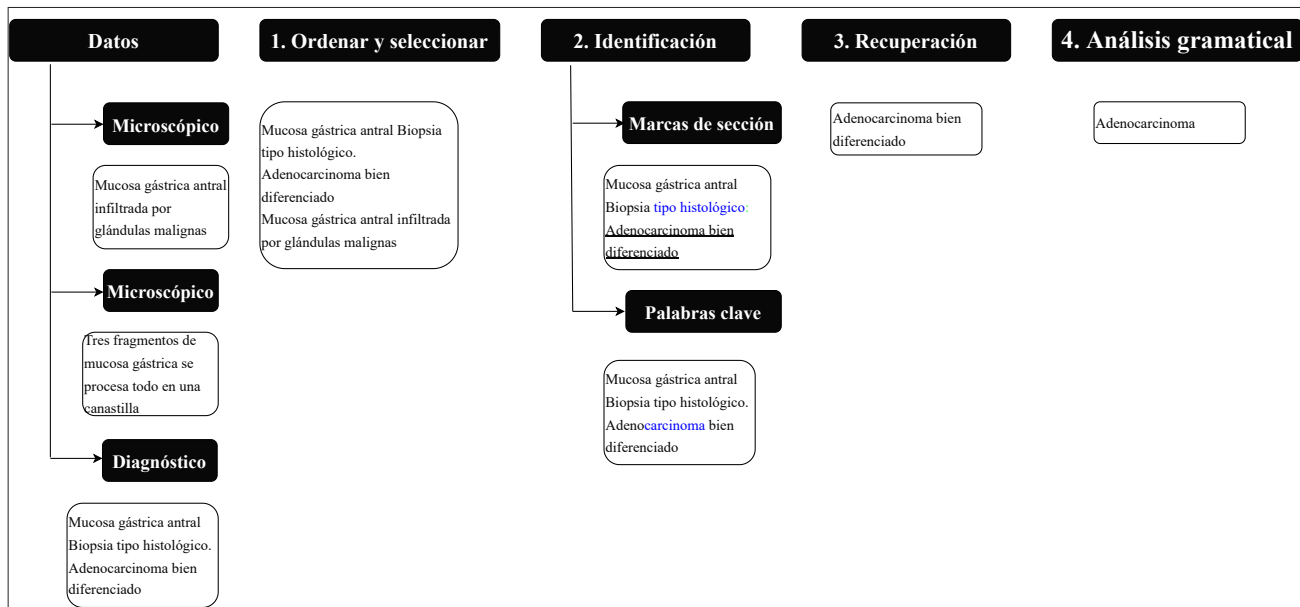 Datos
Microscópico
Mucosa gástrica antral
infiltrada por
glándulas malignas
Microscópico
Tres fragmentos de
mucosa gástrica se
procesa todo en una
canastilla
Diagnóstico
Mucosa gástrica antral
Biopsia tipo histológico.
Adenocarcinoma bien
diferenciado
1. Ordenar y seleccionar
Mucosa gástrica antral Biopsia
tipo histológico.
Adenocarcinoma bien
diferenciado
Mucosa gástrica antral infiltrada
por glándulas malignas
2. Identificación
Marcas de sección
Mucosa gástrica antral
Biopsia tipo histológico:
Adenocarcinoma bien
diferenciado
Palabras clave
Mucosa gástrica antral
Biopsia tipo histológico.
Adenocarcinoma bien
diferenciado
3. Recuperación
Adenocarcinoma bien
diferenciado
4. Análisis gramatical
Adenocarcinoma